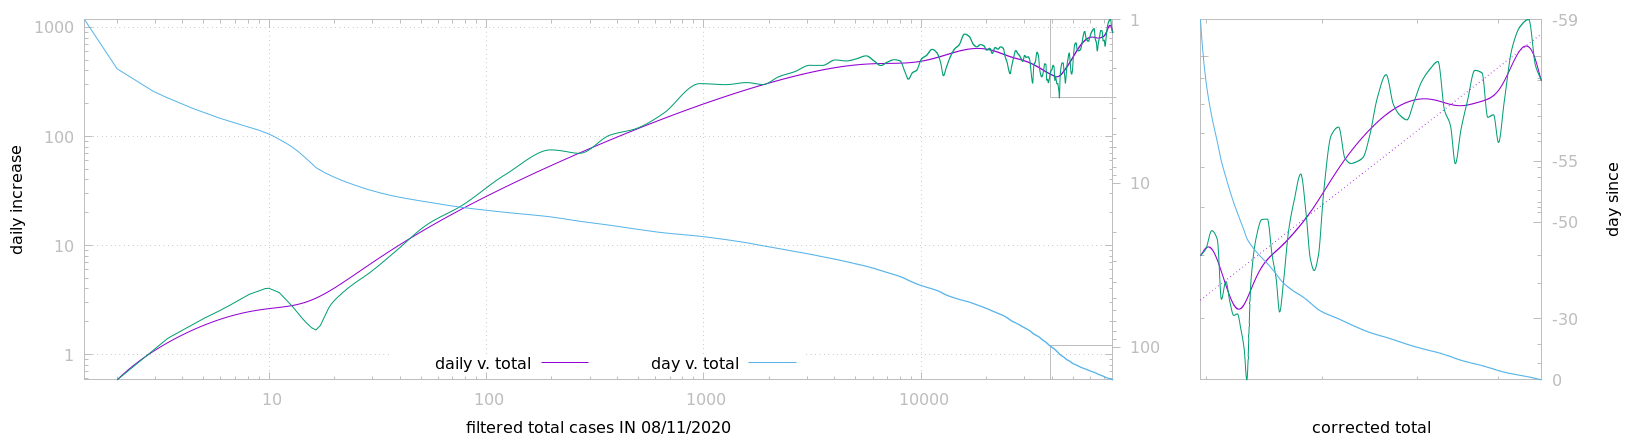 daily increase
1000
100
10
1
10
100
1000
10000
1
10
100
daily v. total
day v. total
filtered total cases IN 08/11/2020
-59
-55
-50
-30
0
day since
corrected total